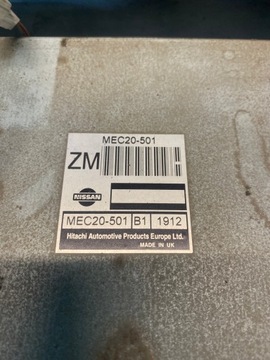 MEC20-501
ZM
NISSAN
MEC20-501 B1 1912
Hitachi Automotive Products Europe Ltd.
MADE IN UK